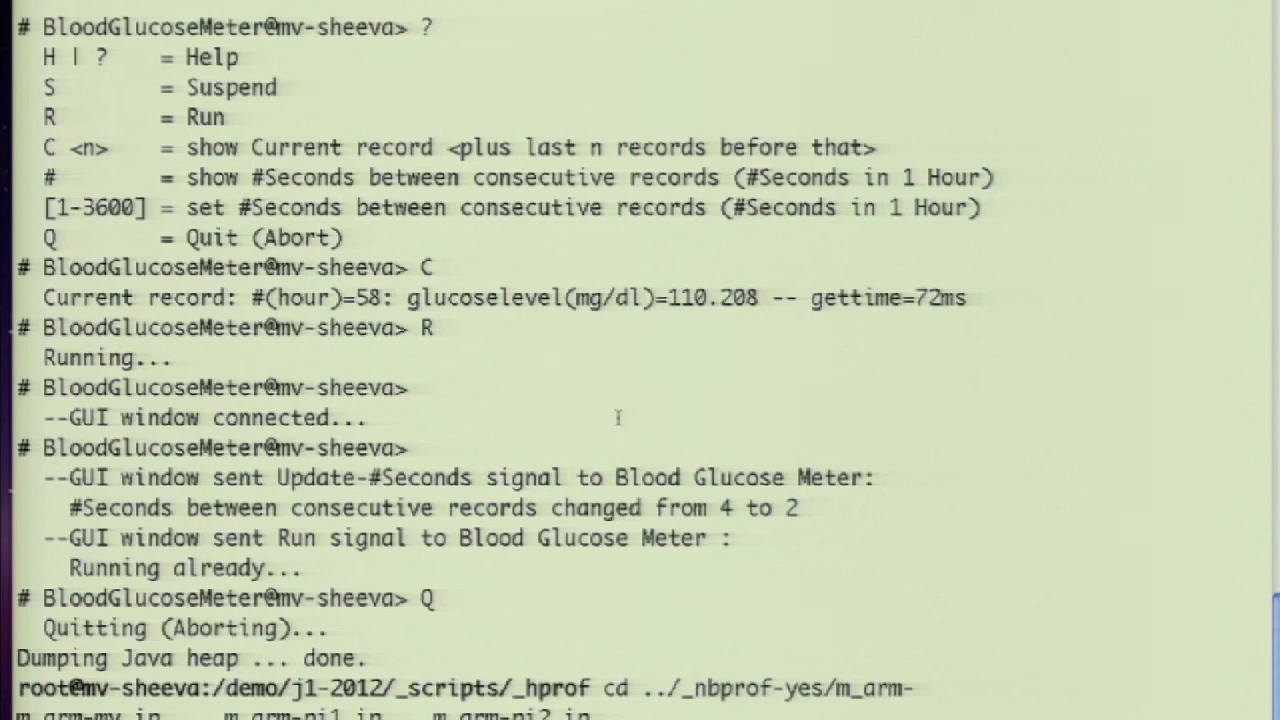 # BloodGlucoseMeter@mv-sheeva> ?
H | ? = Help
S = Suspend
R = Run
C <n> = show Current record <plus last n records before that>
# = show #Seconds between consecutive records (#Seconds in 1 Hour)
[1-3600] = set #Seconds between consecutive records (#Seconds in 1 Hour)
Q = Quit (Abort)
# BloodGlucoseMeter@mv-sheeva> C
Current record: #(hour)=58: glucoselevel(mg/dl)=110.208 -- gettime=72ms
# BloodGlucoseMeter@mv-sheeva> R
Running...
# BloodGlucoseMeter@mv-sheeva>
--GUI window connected...
# BloodGlucoseMeter@mv-sheeva>
--GUI window sent Update-#Seconds signal to Blood Glucose Meter:
#Seconds between consecutive records changed from 4 to 2
--GUI window sent Run signal to Blood Glucose Meter :
Running already...
# BloodGlucoseMeter@mv-sheeva> Q
Quitting (Aborting)...
Dumping Java heap ... done.
root@mv-sheeva:/demo/j1-2012/_scripts/_hprof cd ../_nbprof-yes/m_arm-
m_arm-mv_ip m_arm-pi1_ip m_arm-pi2_ip